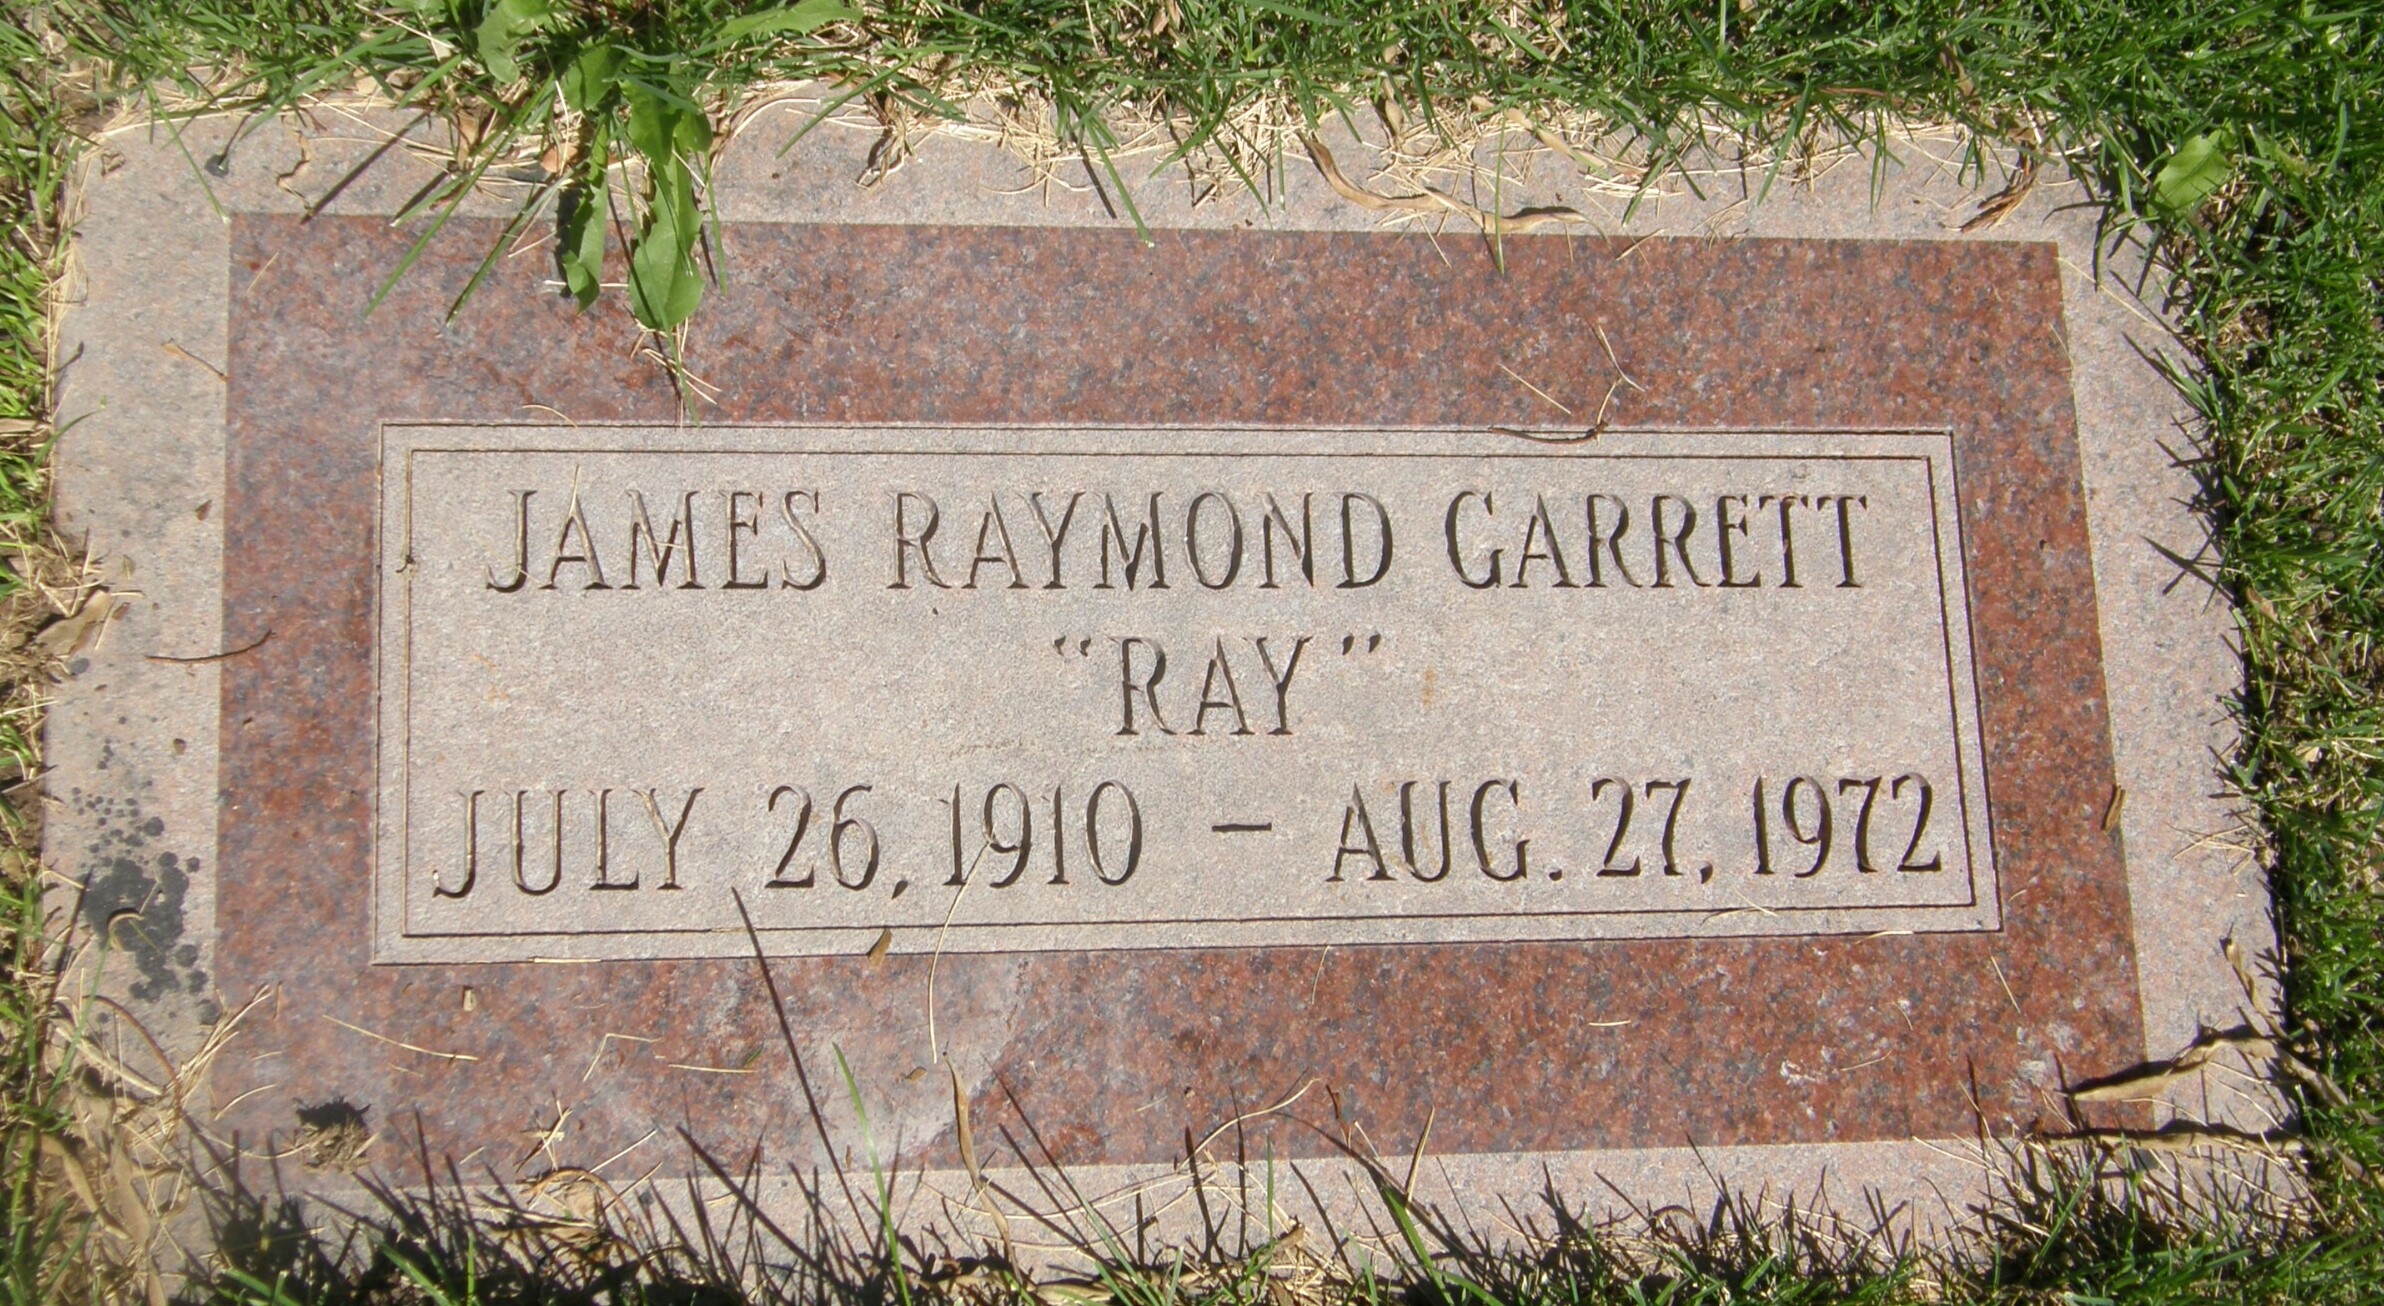 JAMES RAYMOND GARRETT
"RAY"
JULY 26, 1910 – AUG. 27, 1972